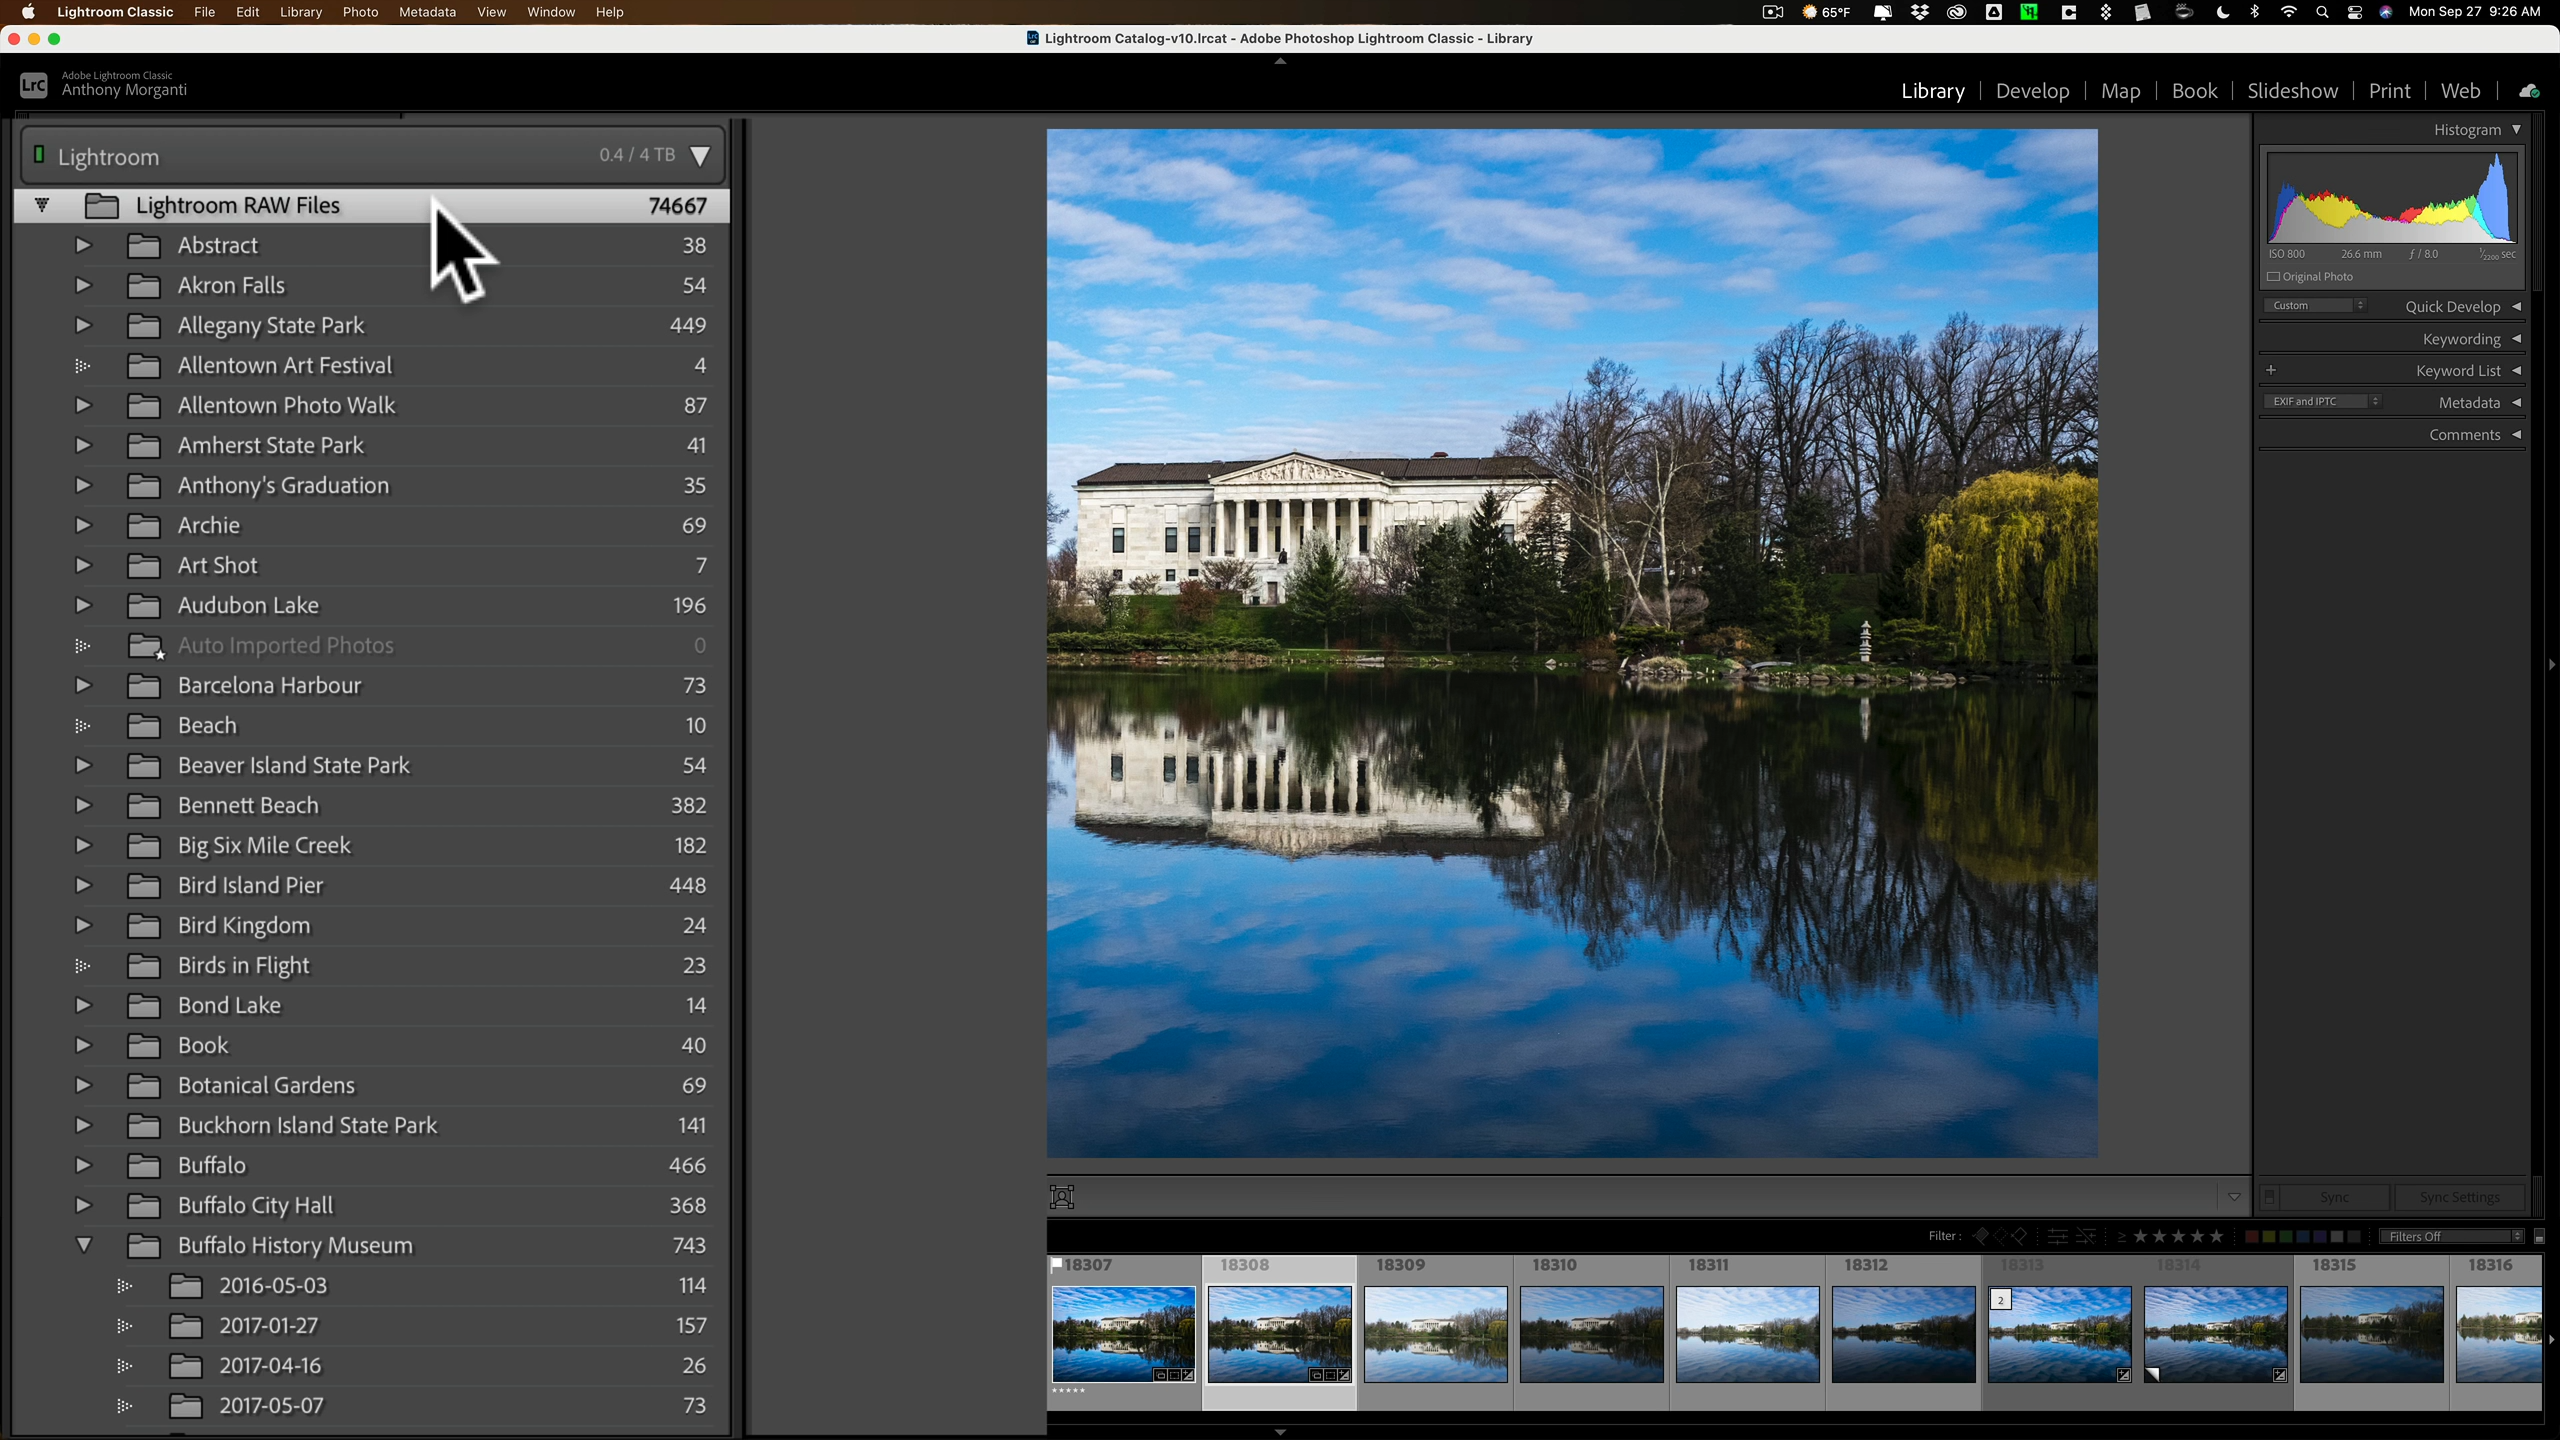 Lightroom Classic File Edit Library Photo Metadata View Window Help
65°F
Mon Sep 27 9:26 AM
Lightroom Catalog-v10.lrcat - Adobe Photoshop Lightroom Classic - Library
LrC
Adobe Lightroom Classic
Anthony Morganti
Library | Develop | Map | Book | Slideshow | Print | Web |
Lightroom 0.4 / 4 TB
Lightroom RAW Files 74667
Abstract 38
Akron Falls 54
Allegany State Park 449
Allentown Art Festival 4
Allentown Photo Walk 87
Amherst State Park 41
Anthony's Graduation 35
Archie 69
Art Shot 7
Audubon Lake 196
Auto Imported Photos 0
Barcelona Harbour 73
Beach 10
Beaver Island State Park 54
Bennett Beach 382
Big Six Mile Creek 182
Bird Island Pier 448
Bird Kingdom 24
Birds in Flight 23
Bond Lake 14
Book 40
Botanical Gardens 69
Buckhorn Island State Park 141
Buffalo 466
Buffalo City Hall 368
Buffalo History Museum 743
2016-05-03 114
2017-01-27 157
2017-04-16 26
2017-05-07 73
Histogram
ISO 800 26.6 mm ƒ / 8.0 1/2200 sec
Original Photo
Custom Quick Develop
Keywording
+ Keyword List
EXIF and IPTC Metadata
Comments
Sync Sync Settings
Filter : ≥ ★★★★★ Filters Off
18307 18308 18309 18310 18311 18312 18313 18314 18315 18316
2
★★★★★